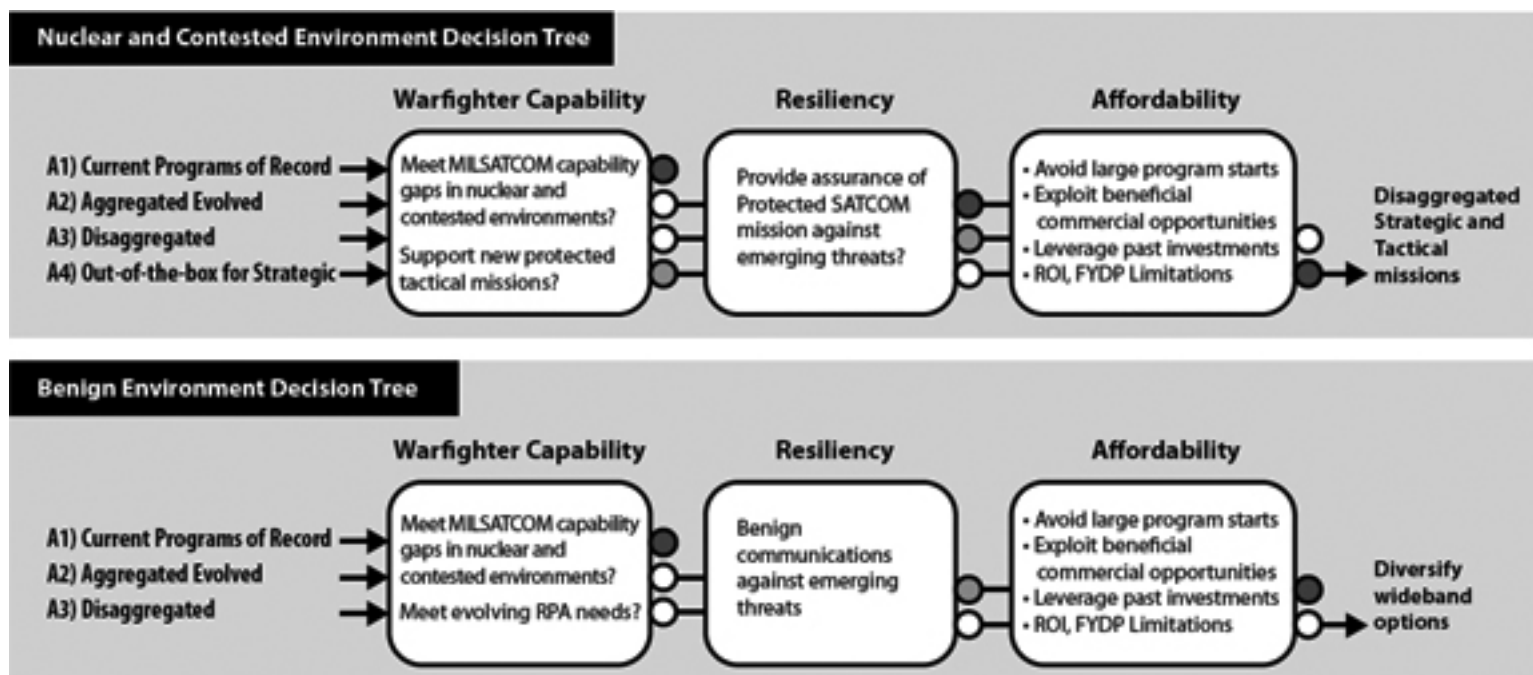 Nuclear and Contested Environment Decision Tree
Warfighter Capability
Resiliency
Affordability
A1) Current Programs of Record
A2) Aggregated Evolved
A3) Disaggregated
A4) Out-of-the-box for Strategic
Meet MILSATCOM capability
gaps in nuclear and
contested environments?
Support new protected
tactical missions?
Provide assurance of
Protected SATCOM
mission against
emerging threats?
• Avoid large program starts
• Exploit beneficial
commercial opportunities
• Leverage past investments
• ROI, FYDP Limitations
Disaggregated
Strategic and
Tactical
missions
Benign Environment Decision Tree
Warfighter Capability
Resiliency
Affordability
A1) Current Programs of Record
A2) Aggregated Evolved
A3) Disaggregated
Meet MILSATCOM capability
gaps in nuclear and
contested environments?
Meet evolving RPA needs?
Benign
communications
against emerging
threats
• Avoid large program starts
• Exploit beneficial
commercial opportunities
• Leverage past investments
• ROI, FYDP Limitations
Diversify
wideband
options